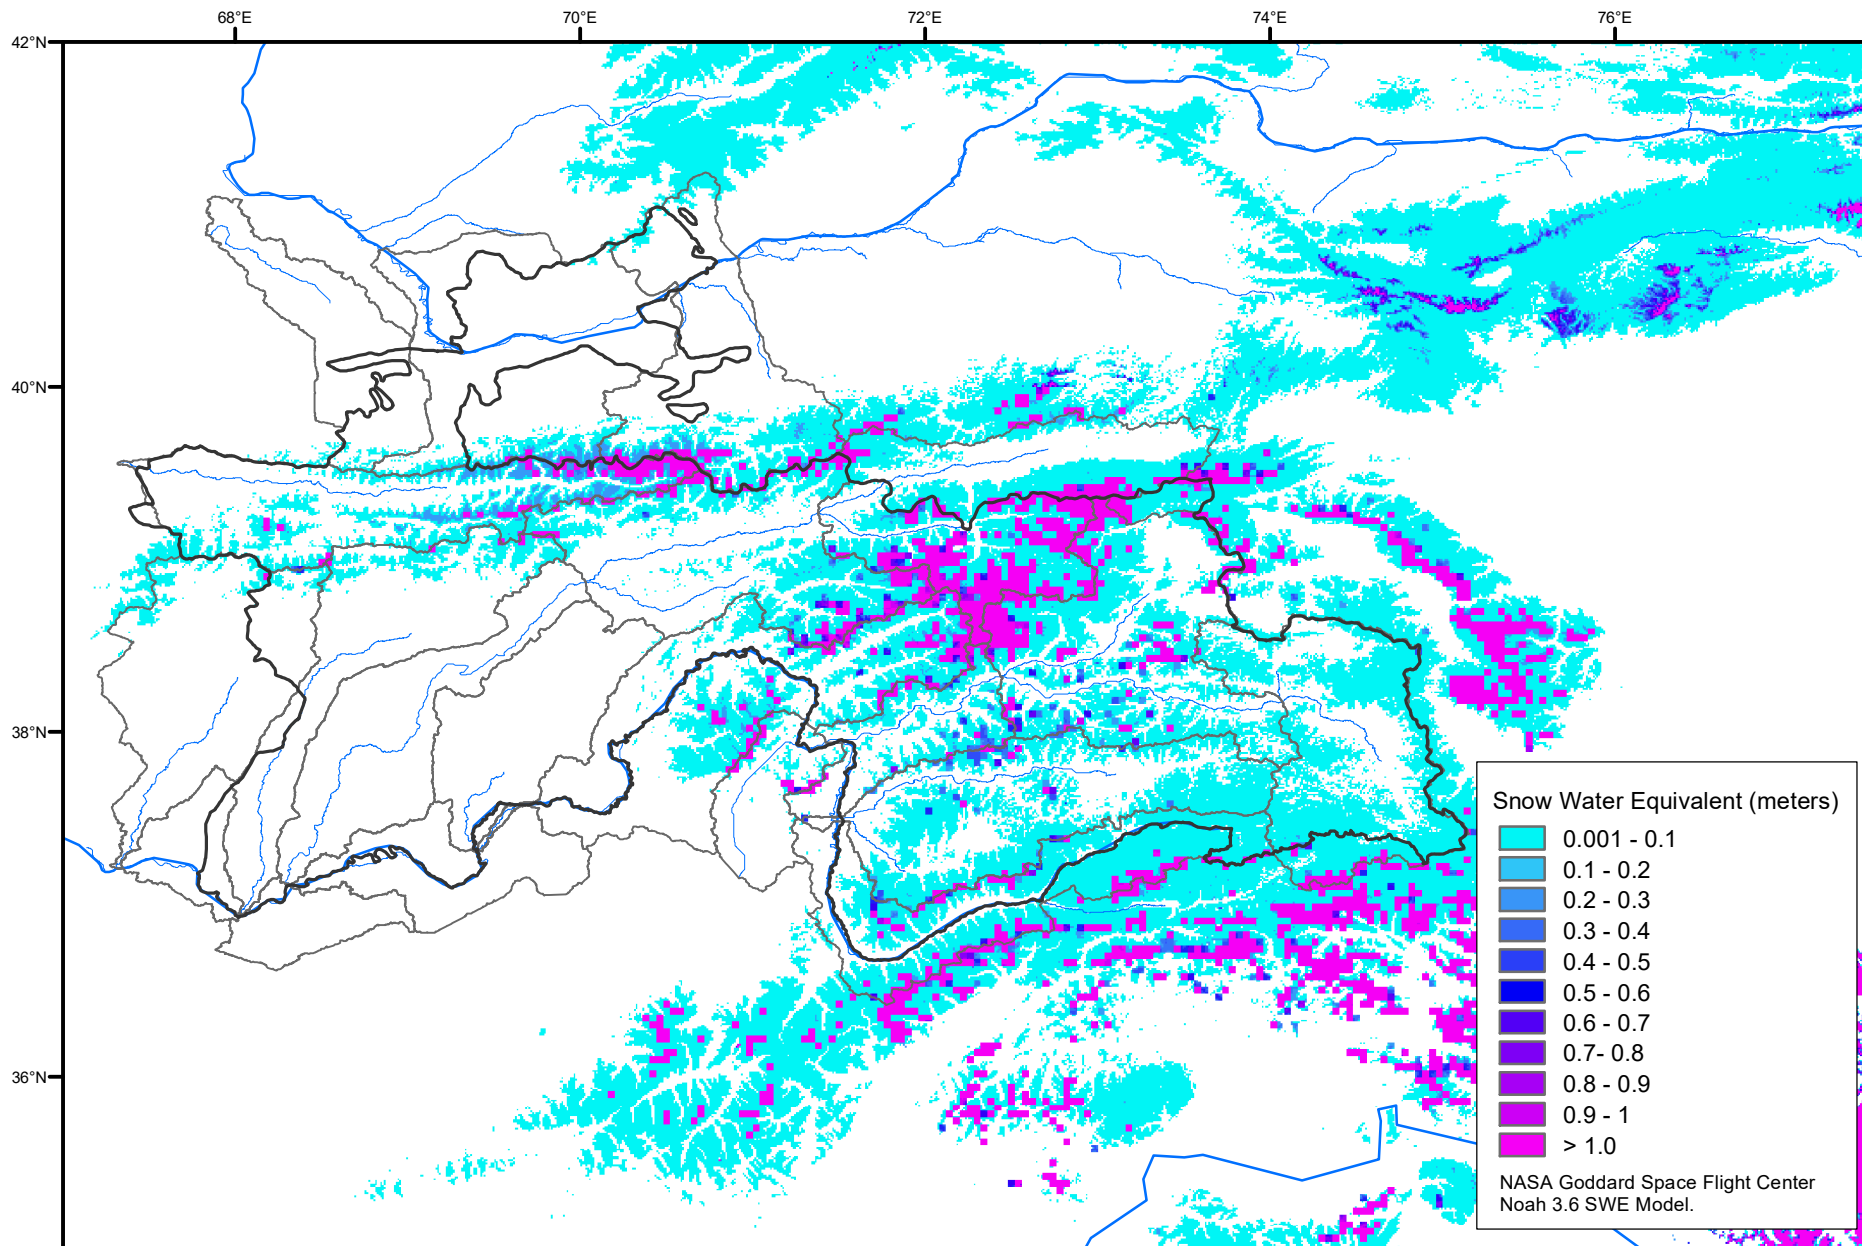 68°E 70°E 72°E 74°E 76°E
42°N
40°N
38°N
36°N
Snow Water Equivalent (meters)
0.001 - 0.1
0.1 - 0.2
0.2 - 0.3
0.3 - 0.4
0.4 - 0.5
0.5 - 0.6
0.6 - 0.7
0.7- 0.8
0.8 - 0.9
0.9 - 1
> 1.0
NASA Goddard Space Flight Center
Noah 3.6 SWE Model.